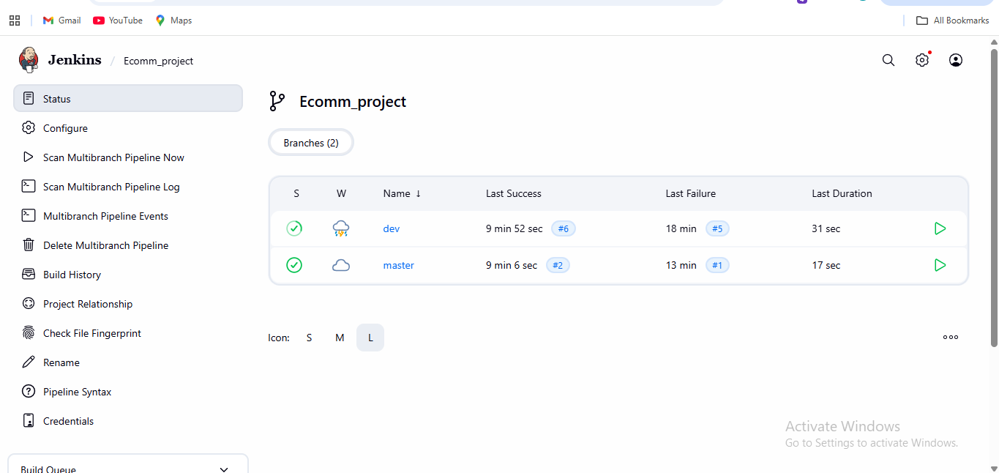 Gmail
YouTube
Maps
All Bookmarks
Jenkins / Ecomm_project
Status
Configure
Scan Multibranch Pipeline Now
Scan Multibranch Pipeline Log
Multibranch Pipeline Events
Delete Multibranch Pipeline
Build History
Project Relationship
Check File Fingerprint
Rename
Pipeline Syntax
Credentials
Build Queue
Ecomm_project
Branches (2)
S W Name ↓ Last Success Last Failure Last Duration
dev 9 min 52 sec #6 18 min #5 31 sec
master 9 min 6 sec #2 13 min #1 17 sec
Icon: S M L
Activate Windows
Go to Settings to activate Windows.